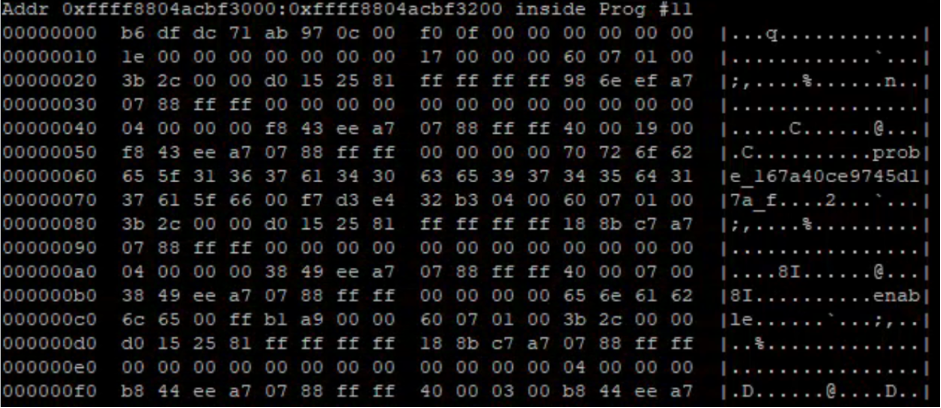 Addr 0xffff8804acbf3000:0xffff8804acbf3200 inside Prog #11
00000000  b6 df dc 71 ab 97 0c 00  f0 0f 00 00 00 00 00 00  |...q............|
00000010  1e 00 00 00 00 00 00 00  17 00 00 00 60 07 01 00  |............`...|
00000020  3b 2c 00 00 d0 15 25 81  ff ff ff ff 98 6e ef a7  |;,....%......n..|
00000030  07 88 ff ff 00 00 00 00  00 00 00 00 00 00 00 00  |................|
00000040  04 00 00 00 f8 43 ee a7  07 88 ff ff 40 00 19 00  |.....C......@...|
00000050  f8 43 ee a7 07 88 ff ff  00 00 00 00 70 72 6f 62  |.C..........prob|
00000060  65 5f 31 36 37 61 34 30  63 65 39 37 34 35 64 31  |e_167a40ce9745d1|
00000070  37 61 5f 66 00 f7 d3 e4  32 b3 04 00 60 07 01 00  |7a_f....2...`...|
00000080  3b 2c 00 00 d0 15 25 81  ff ff ff ff 18 8b c7 a7  |;,....%.........|
00000090  07 88 ff ff 00 00 00 00  00 00 00 00 00 00 00 00  |................|
000000a0  04 00 00 00 38 49 ee a7  07 88 ff ff 40 00 07 00  |....8I......@...|
000000b0  38 49 ee a7 07 88 ff ff  00 00 00 00 65 6e 61 62  |8I..........enab|
000000c0  6c 65 00 ff b1 a9 00 00  60 07 01 00 3b 2c 00 00  |le......`...;,..|
000000d0  d0 15 25 81 ff ff ff ff  18 8b c7 a7 07 88 ff ff  |..%.............|
000000e0  00 00 00 00 00 00 00 00  00 00 00 00 04 00 00 00  |................|
000000f0  b8 44 ee a7 07 88 ff ff  40 00 03 00 b8 44 ee a7  |.D......@....D..|